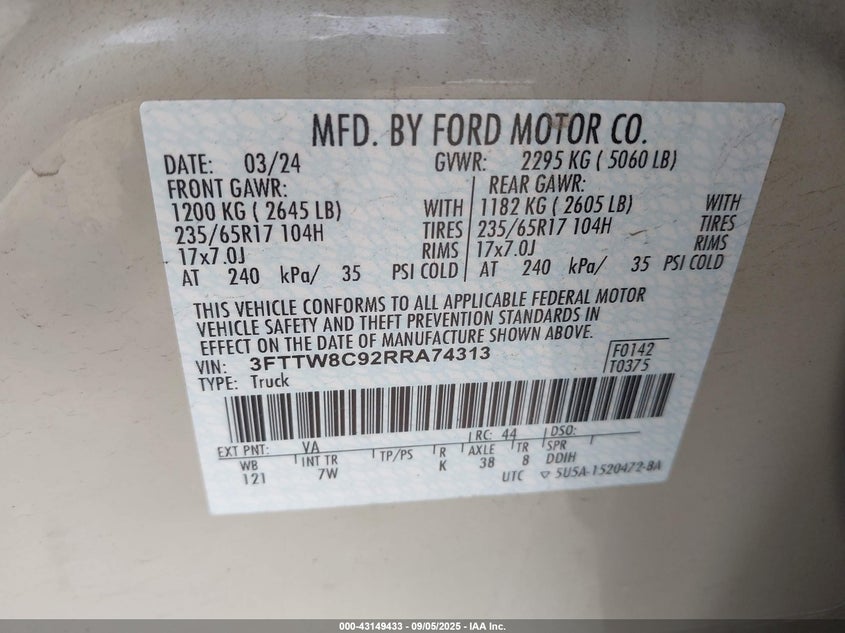 MFD. BY FORD MOTOR CO.
DATE: 03/24 GVWR: 2295 KG ( 5060 LB)
FRONT GAWR: REAR GAWR:
1200 KG ( 2645 LB) WITH 1182 KG ( 2605 LB) WITH
235/65R17 104H TIRES 235/65R17 104H TIRES
17x7.0J RIMS 17x7.0J RIMS
AT 240 kPa/ 35 PSI COLD AT 240 kPa/ 35 PSI COLD
THIS VEHICLE CONFORMS TO ALL APPLICABLE FEDERAL MOTOR
VEHICLE SAFETY AND THEFT PREVENTION STANDARDS IN
EFFECT ON THE DATE OF MANUFACTURE SHOWN ABOVE.
VIN: 3FTTW8C92RRA74313 F0142
TYPE: Truck T0375
EXT PNT: VA RC: 44 DSO:
WB INT TR TP/PS R AXLE TR SPR
121 7W K 38 8 DDIH
UTC 5U5A-1520472-BA
000-43149433 - 09/05/2025 - IAA Inc.